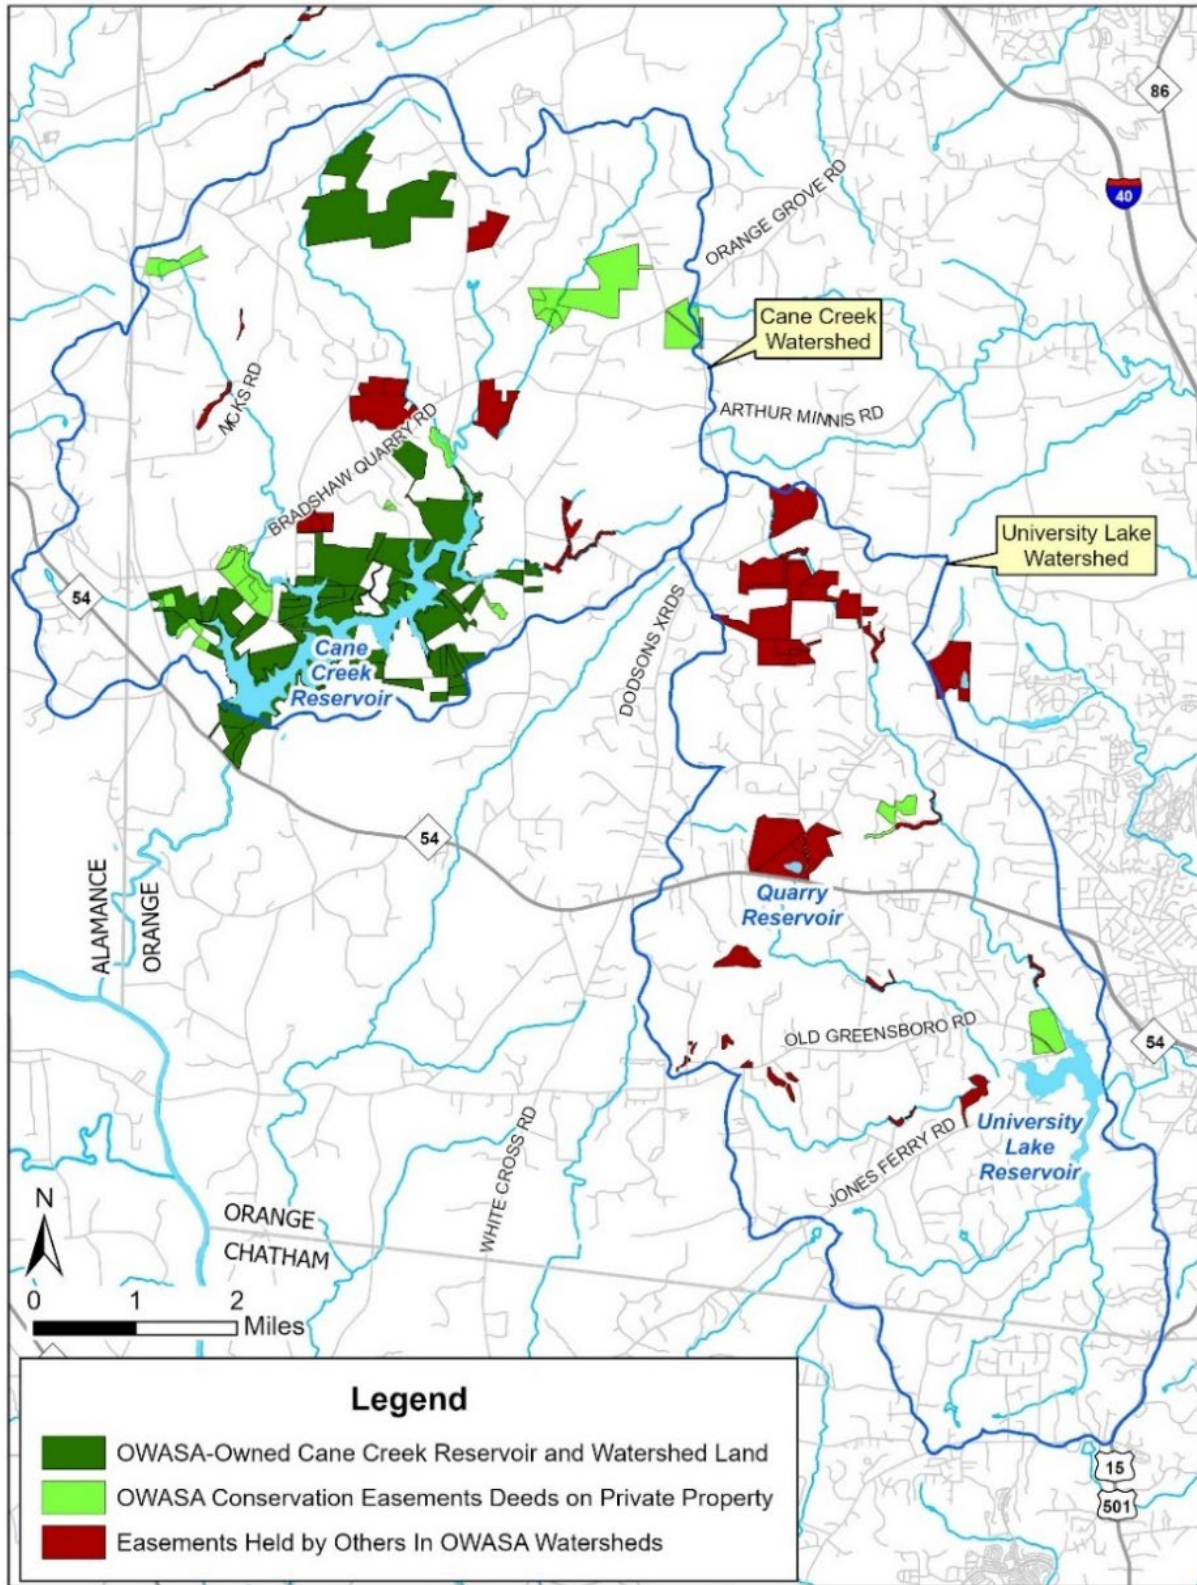 86
40
ORANGE GROVE RD
Cane Creek
Watershed
NCKS RD
ARTHUR MINNIS RD
BRADSHAW QUARRY RD
University Lake
Watershed
54
DODSONS XRDS
Cane
Creek
Reservoir
54
Quarry
Reservoir
ALAMANCE
ORANGE
OLD GREENSBORO RD
54
WHITE CROSS RD
JONES FERRY RD
University
Lake
Reservoir
N
ORANGE
CHATHAM
0 1 2
Miles
Legend
OWASA-Owned Cane Creek Reservoir and Watershed Land
OWASA Conservation Easements Deeds on Private Property
Easements Held by Others In OWASA Watersheds
15
501